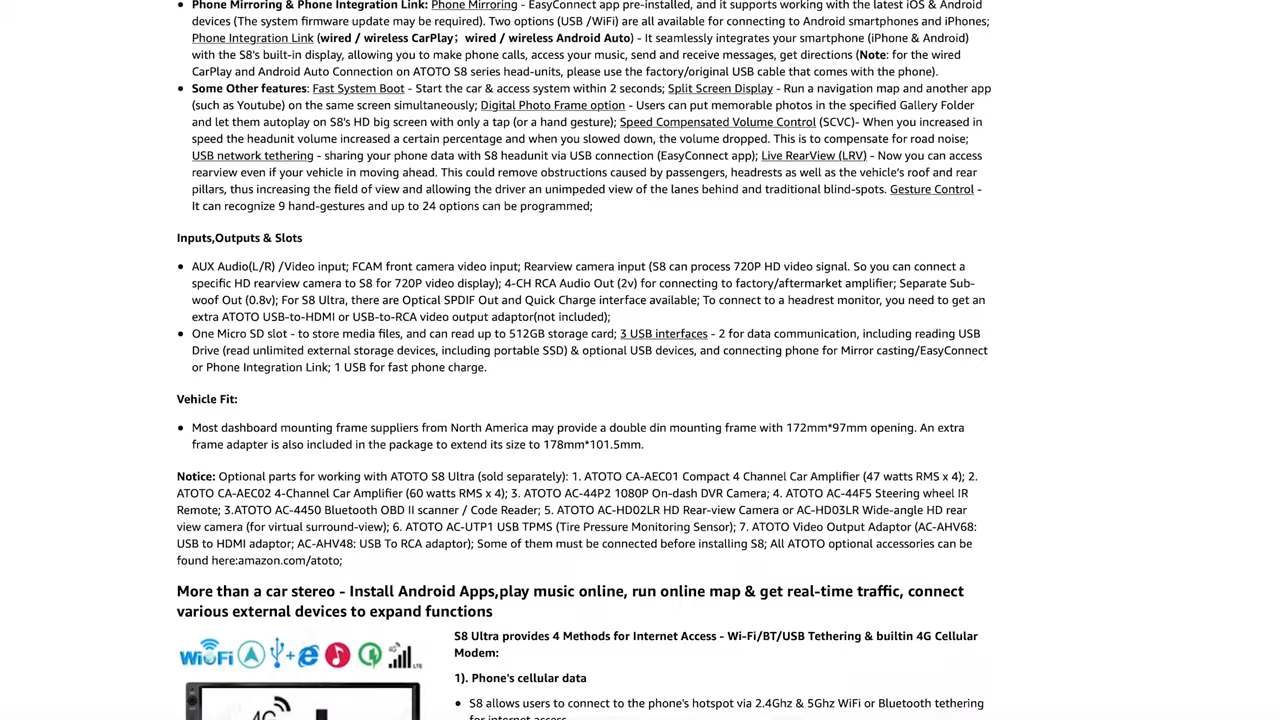 Phone Mirroring & Phone Integration Link: Phone Mirroring - EasyConnect app pre-installed, and it supports working with the latest iOS & Android
devices (The system firmware update may be required). Two options (USB /WiFi) are all available for connecting to Android smartphones and iPhones;
Phone Integration Link (wired / wireless CarPlay；wired / wireless Android Auto) - It seamlessly integrates your smartphone (iPhone & Android)
with the S8's built-in display, allowing you to make phone calls, access your music, send and receive messages, get directions (Note: for the wired
CarPlay and Android Auto Connection on ATOTO S8 series head-units, please use the factory/original USB cable that comes with the phone).
Some Other features: Fast System Boot - Start the car & access system within 2 seconds; Split Screen Display - Run a navigation map and another app
(such as Youtube) on the same screen simultaneously; Digital Photo Frame option - Users can put memorable photos in the specified Gallery Folder
and let them autoplay on S8's HD big screen with only a tap (or a hand gesture); Speed Compensated Volume Control (SCVC)- When you increased in
speed the headunit volume increased a certain percentage and when you slowed down, the volume dropped. This is to compensate for road noise;
USB network tethering - sharing your phone data with S8 headunit via USB connection (EasyConnect app); Live RearView (LRV) - Now you can access
rearview even if your vehicle in moving ahead. This could remove obstructions caused by passengers, headrests as well as the vehicle's roof and rear
pillars, thus increasing the field of view and allowing the driver an unimpeded view of the lanes behind and traditional blind-spots. Gesture Control -
It can recognize 9 hand-gestures and up to 24 options can be programmed;
Inputs,Outputs & Slots
AUX Audio(L/R) /Video input; FCAM front camera video input; Rearview camera input (S8 can process 720P HD video signal. So you can connect a
specific HD rearview camera to S8 for 720P video display); 4-CH RCA Audio Out (2v) for connecting to factory/aftermarket amplifier; Separate Sub-
woof Out (0.8v); For S8 Ultra, there are Optical SPDIF Out and Quick Charge interface available; To connect to a headrest monitor, you need to get an
extra ATOTO USB-to-HDMI or USB-to-RCA video output adaptor(not included);
One Micro SD slot - to store media files, and can read up to 512GB storage card; 3 USB interfaces - 2 for data communication, including reading USB
Drive (read unlimited external storage devices, including portable SSD) & optional USB devices, and connecting phone for Mirror casting/EasyConnect
or Phone Integration Link; 1 USB for fast phone charge.
Vehicle Fit:
Most dashboard mounting frame suppliers from North America may provide a double din mounting frame with 172mm*97mm opening. An extra
frame adapter is also included in the package to extend its size to 178mm*101.5mm.
Notice: Optional parts for working with ATOTO S8 Ultra (sold separately): 1. ATOTO CA-AEC01 Compact 4 Channel Car Amplifier (47 watts RMS x 4); 2.
ATOTO CA-AEC02 4-Channel Car Amplifier (60 watts RMS x 4); 3. ATOTO AC-44P2 1080P On-dash DVR Camera; 4. ATOTO AC-44F5 Steering wheel IR
Remote; 3.ATOTO AC-4450 Bluetooth OBD II scanner / Code Reader; 5. ATOTO AC-HD02LR HD Rear-view Camera or AC-HD03LR Wide-angle HD rear
view camera (for virtual surround-view); 6. ATOTO AC-UTP1 USB TPMS (Tire Pressure Monitoring Sensor); 7. ATOTO Video Output Adaptor (AC-AHV68:
USB to HDMI adaptor; AC-AHV48: USB To RCA adaptor); Some of them must be connected before installing S8; All ATOTO optional accessories can be
found here:amazon.com/atoto;
More than a car stereo - Install Android Apps,play music online, run online map & get real-time traffic, connect
various external devices to expand functions
WiFi
4G
LTE
4G
S8 Ultra provides 4 Methods for Internet Access - Wi-Fi/BT/USB Tethering & builtin 4G Cellular
Modem:
1). Phone's cellular data
S8 allows users to connect to the phone's hotspot via 2.4Ghz & 5Ghz WiFi or Bluetooth tethering
for internet access